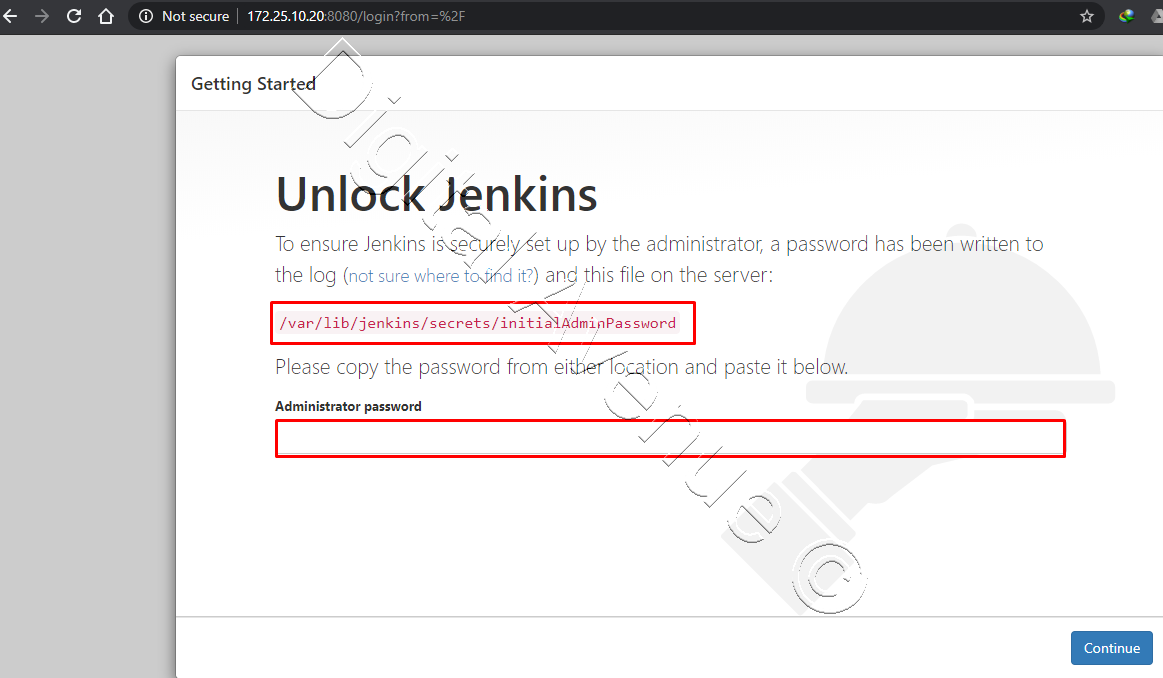 Not secure | 172.25.10.20:8080/login?from=%2F
Getting Started
Unlock Jenkins
To ensure Jenkins is securely set up by the administrator, a password has been written to
the log (not sure where to find it?) and this file on the server:
/var/lib/jenkins/secrets/initialAdminPassword
Please copy the password from either location and paste it below.
Administrator password
Continue
Digital Avenue ©